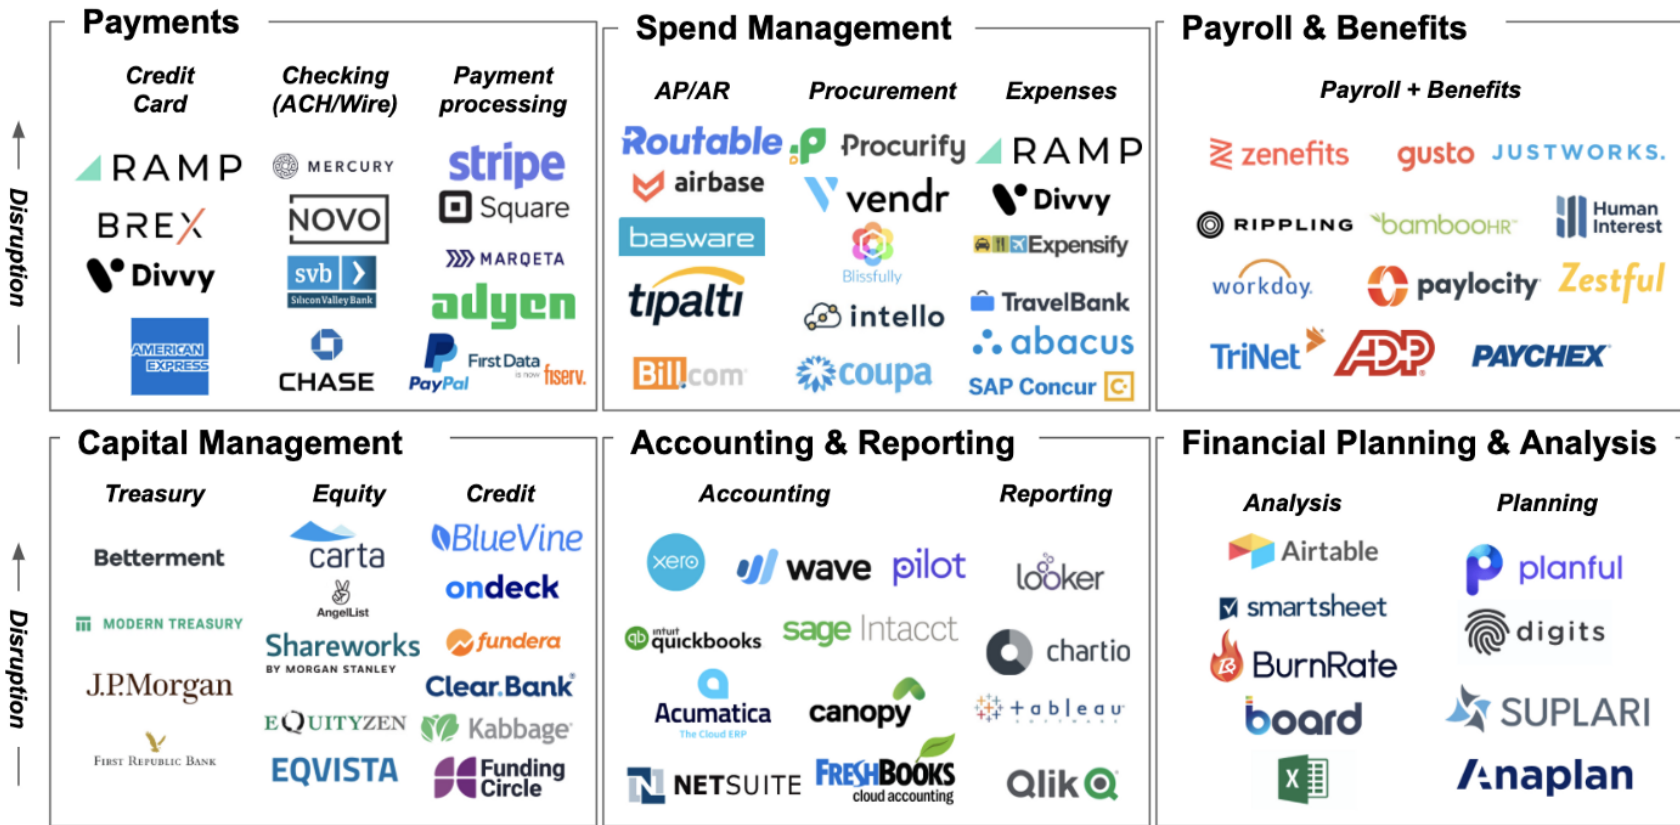 Payments
Credit
Card
Checking
(ACH/Wire)
Payment
processing
RAMP
BREX
Divvy
AMERICAN
EXPRESS
MERCURY
NOVO
svb
Silicon Valley Bank
CHASE
stripe
Square
MARQETA
adyen
PayPal
First Data
is now
fiserv.
Spend Management
AP/AR
Procurement
Expenses
Routable
airbase
basware
tipalti
Bill.com
Procurify
vendr
Blissfully
intello
coupa
RAMP
Divvy
Expensify
TravelBank
abacus
SAP Concur
Payroll & Benefits
Payroll + Benefits
zenefits
gusto
JUSTWORKS.
RIPPLING
bambooHR™
Human
Interest
workday.
paylocity
Zestful
TriNet
ADP
PAYCHEX
Disruption
Capital Management
Treasury
Equity
Credit
Betterment
MODERN TREASURY
J.P.Morgan
FIRST REPUBLIC BANK
carta
AngelList
Shareworks
BY MORGAN STANLEY
EQUITYZEN
EQVISTA
BlueVine
ondeck
fundera
Clear.Bank
Kabbage
Funding
Circle
Accounting & Reporting
Accounting
Reporting
xero
wave
pilot
qb
intuit
quickbooks
sage Intacct
Acumatica
The Cloud ERP
canopy
N
NETSUITE
FRESHBOOKS
cloud accounting
looker
chartio
+ableau
SOFTWARE
Qlik
Financial Planning & Analysis
Analysis
Planning
Airtable
smartsheet
BurnRate
board
X
planful
digits
SUPLARI
Anaplan
Disruption